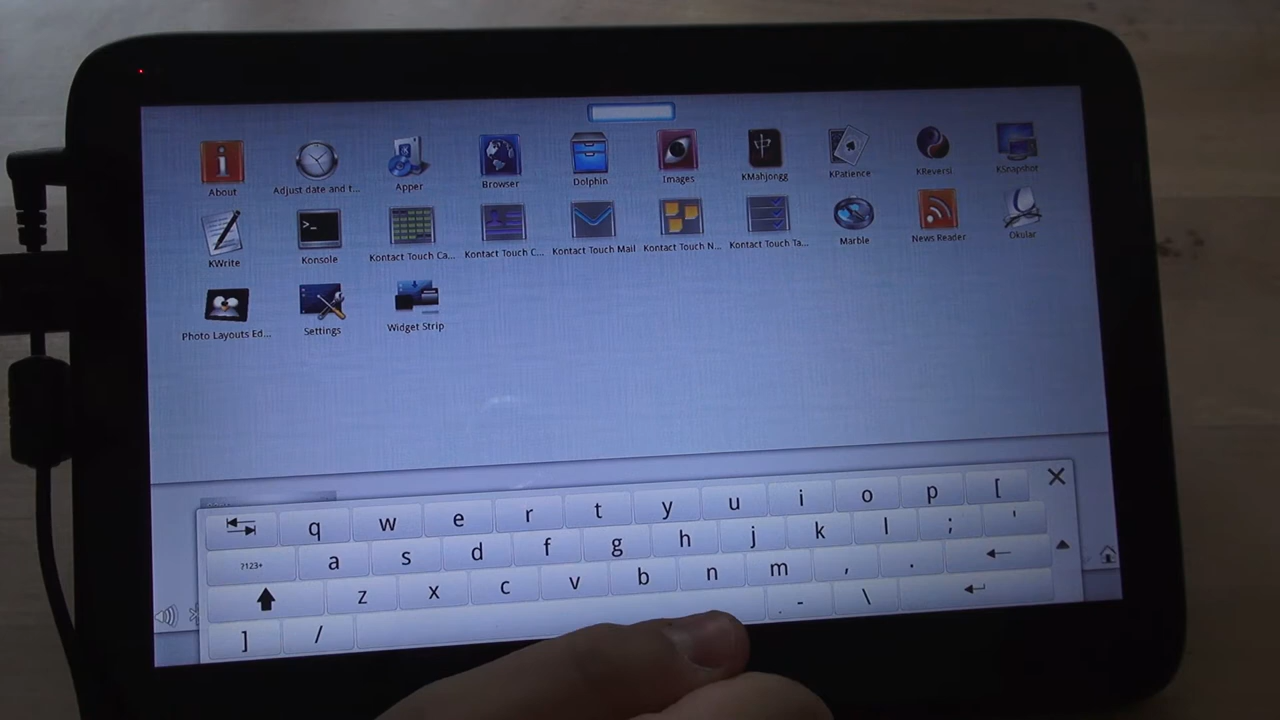 About Adjust date and t... Apper Browser Dolphin Images KMahjongg KPatience KReversi KSnapshot
KWrite Konsole Kontact Touch Ca... Kontact Touch C... Kontact Touch Mail Kontact Touch N... Kontact Touch Ta... Marble News Reader Okular
Photo Layouts Ed... Settings Widget Strip
q w e r t y u i o p [
?123+ a s d f g h j k l ; '
z x c v b n m , .
] / - \